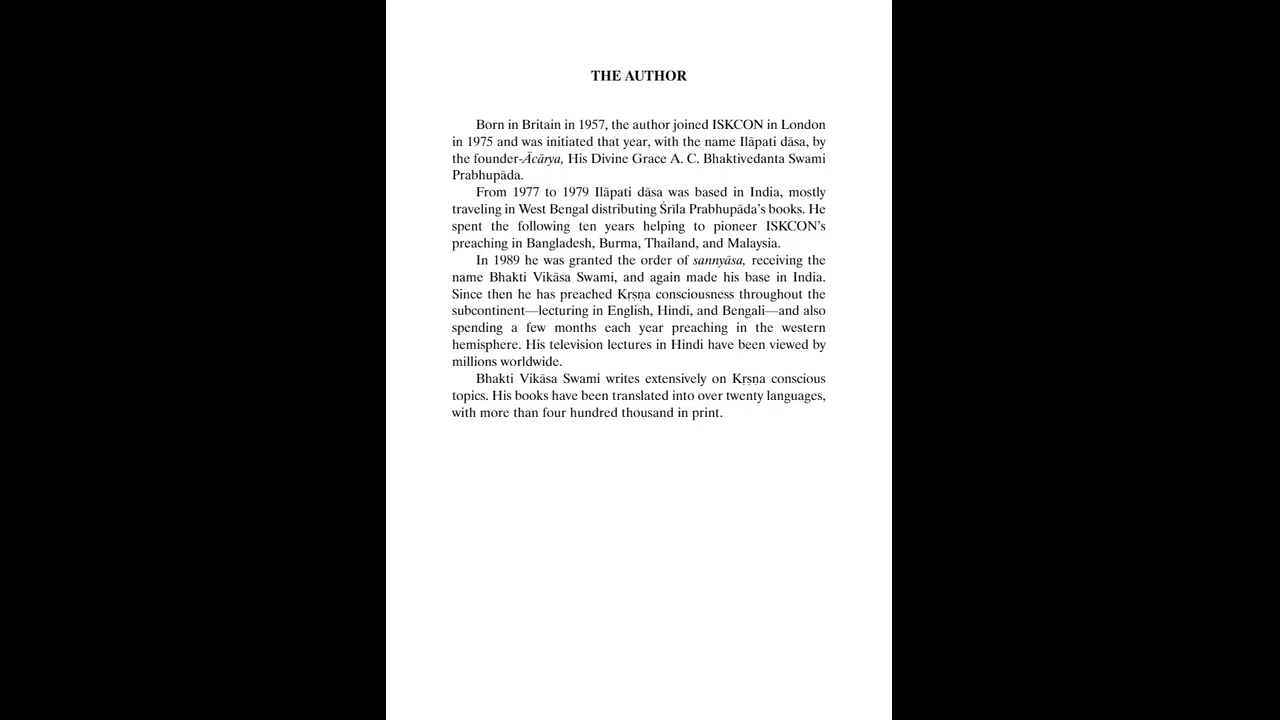 THE AUTHOR
Born in Britain in 1957, the author joined ISKCON in London
in 1975 and was initiated that year, with the name Ilāpati dāsa, by
the founder-Ācārya, His Divine Grace A. C. Bhaktivedanta Swami
Prabhupāda.
From 1977 to 1979 Ilāpati dāsa was based in India, mostly
traveling in West Bengal distributing Śrīla Prabhupāda's books. He
spent the following ten years helping to pioneer ISKCON's
preaching in Bangladesh, Burma, Thailand, and Malaysia.
In 1989 he was granted the order of sannyāsa, receiving the
name Bhakti Vikāsa Swami, and again made his base in India.
Since then he has preached Kṛṣṇa consciousness throughout the
subcontinent—lecturing in English, Hindi, and Bengali—and also
spending a few months each year preaching in the western
hemisphere. His television lectures in Hindi have been viewed by
millions worldwide.
Bhakti Vikāsa Swami writes extensively on Kṛṣṇa conscious
topics. His books have been translated into over twenty languages,
with more than four hundred thousand in print.